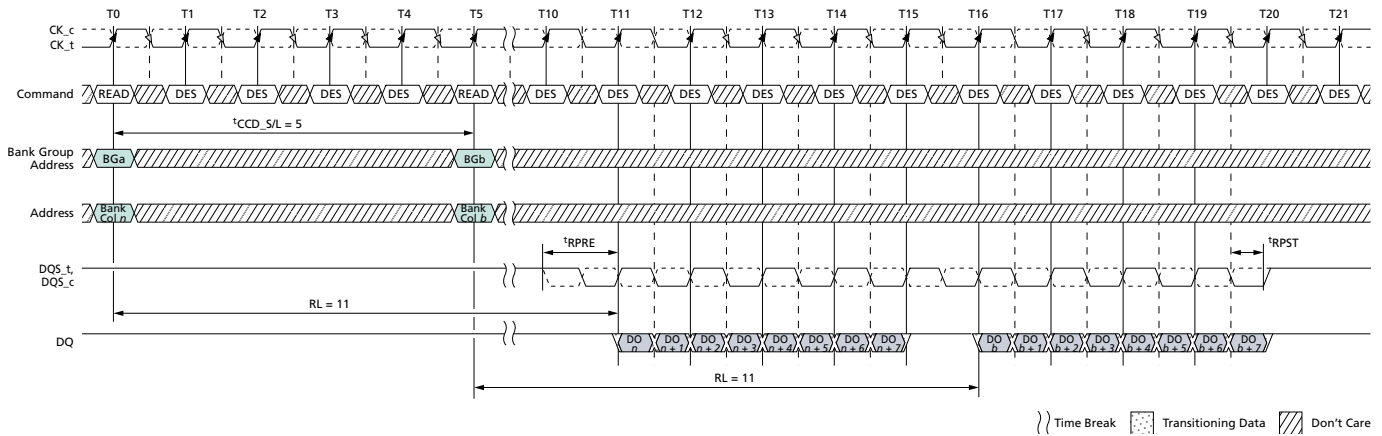 T0 T1 T2 T3 T4 T5 T10 T11 T12 T13 T14 T15 T16 T17 T18 T19 T20 T21
CK_c
CK_t
Command READ DES DES DES DES READ DES DES DES DES DES DES DES DES DES DES DES DES
tCCD_S/L = 5
Bank Group
Address
BGa BGb
Address
Bank
Col n
Bank
Col b
tRPRE tRPST
DQS_t,
DQS_c
RL = 11
DQ
DO
n
DO
n + 1
DO
n + 2
DO
n + 3
DO
n + 4
DO
n + 5
DO
n + 6
DO
n + 7
DO
b
DO
b + 1
DO
b + 2
DO
b + 3
DO
b + 4
DO
b + 5
DO
b + 6
DO
b + 7
RL = 11
Time Break Transitioning Data Don't Care